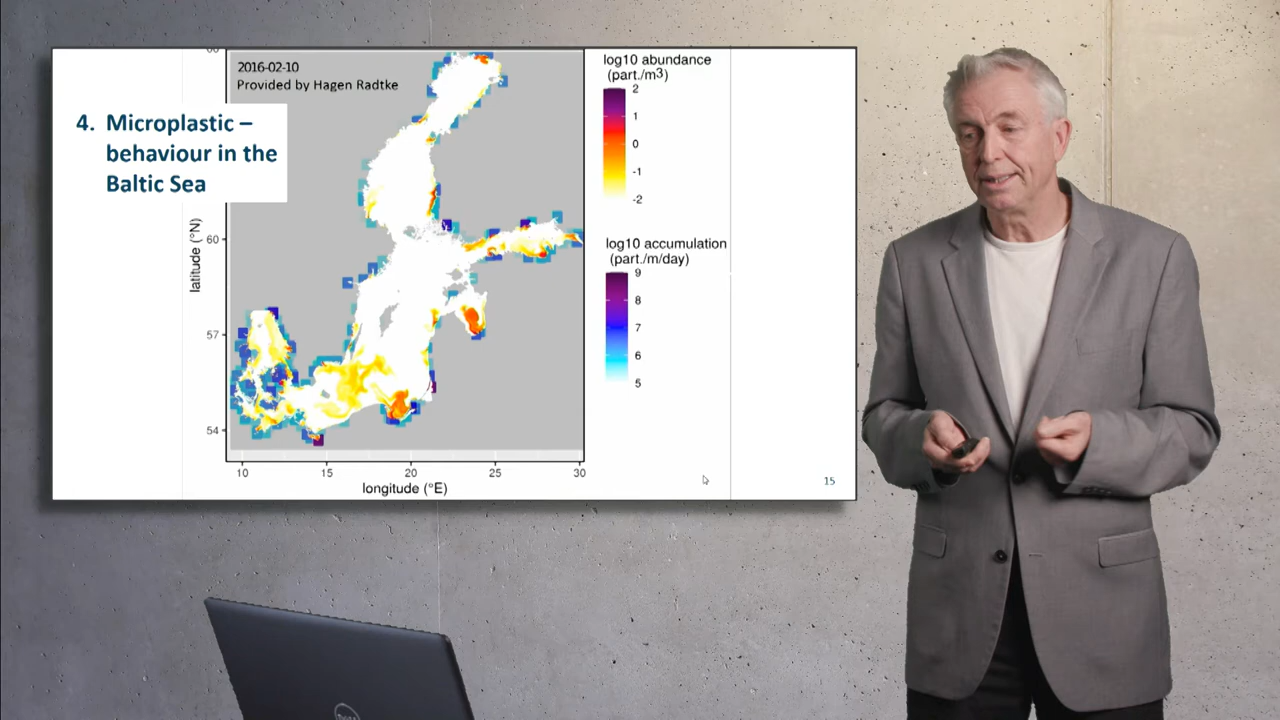 2016-02-10
Provided by Hagen Radtke
4. Microplastic –
behaviour in the
Baltic Sea
latitude (°N)
60
57
54
10 15 20 25 30
longitude (°E)
log10 abundance
(part./m3)
2
1
0
-1
-2
log10 accumulation
(part./m/day)
9
8
7
6
5
15
DELL